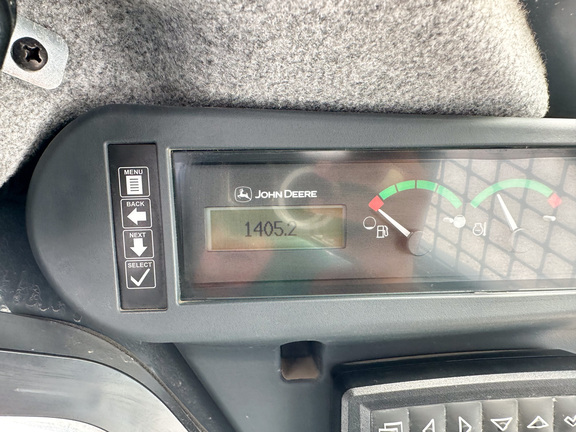 MENU
BACK
NEXT
SELECT
JOHN DEERE
1405.2